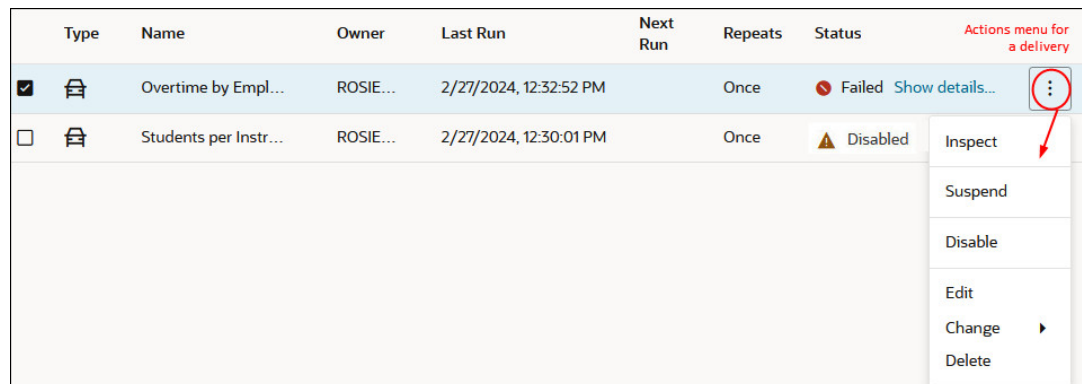 Type Name Owner Last Run Next Run Repeats Status Actions menu for a delivery
Overtime by Empl... ROSIE... 2/27/2024, 12:32:52 PM Once Failed Show details...
Students per Instr... ROSIE... 2/27/2024, 12:30:01 PM Once Disabled
Inspect
Suspend
Disable
Edit
Change
Delete